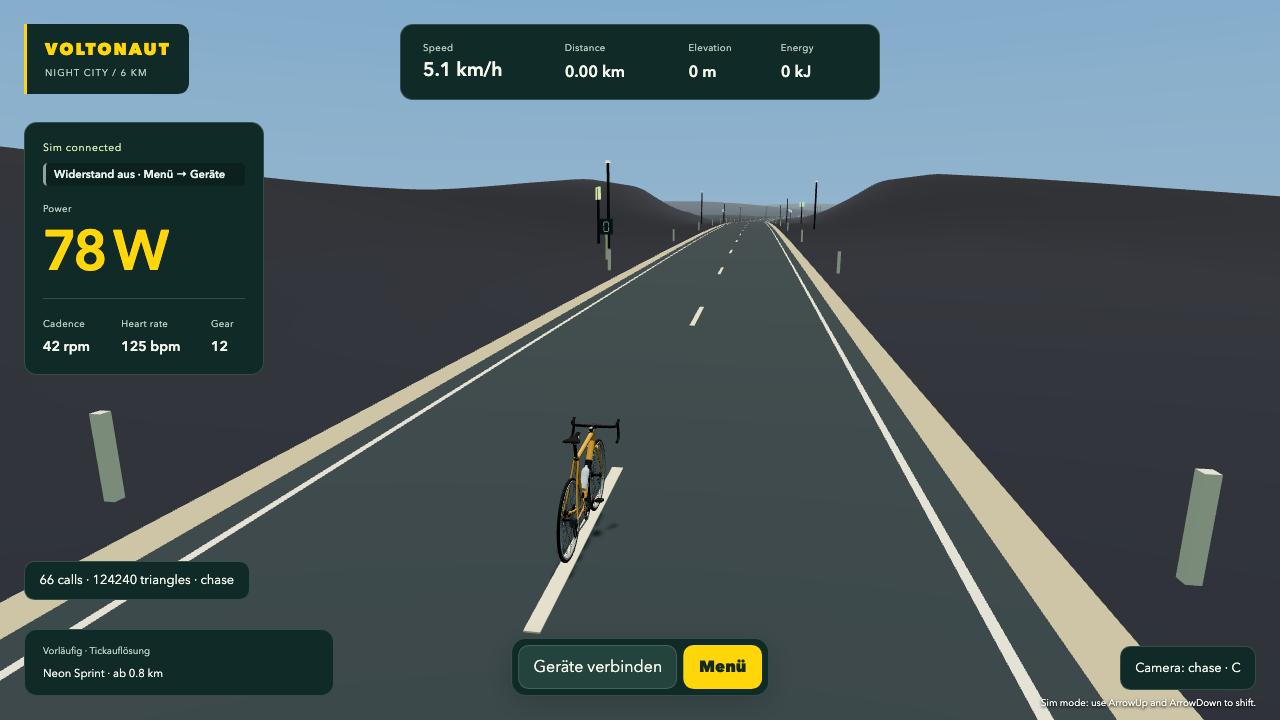 VOLTONAUT
NIGHT CITY / 6 KM
Speed
5.1 km/h
Distance
0.00 km
Elevation
0 m
Energy
0 kJ
Sim connected
Widerstand aus · Menü → Geräte
Power
78 W
Cadence
42 rpm
Heart rate
125 bpm
Gear
12
0
66 calls · 124240 triangles · chase
Vorläufig · Tickauflösung
Neon Sprint · ab 0.8 km
Geräte verbinden
Menü
Camera: chase · C
Sim mode: use ArrowUp and ArrowDown to shift.